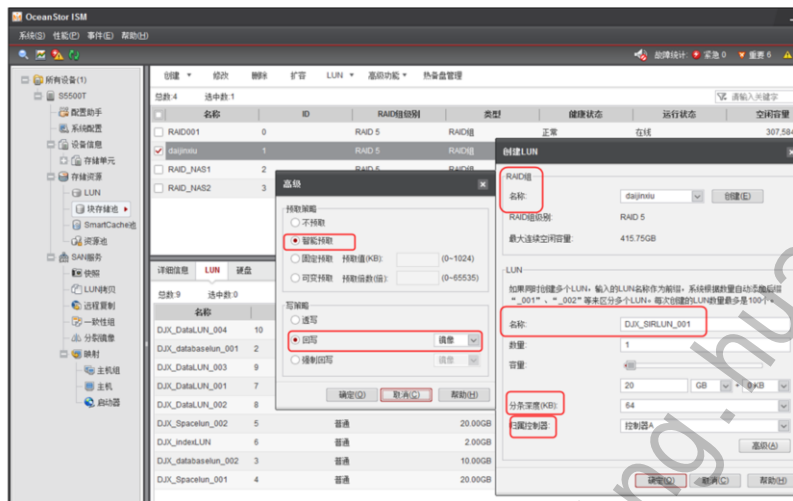 OceanStor ISM
系统(S) 性能(P) 事件(E) 帮助(H)
故障统计: 紧急 0 重要 6
所有设备(1)
S5500T
配置助手
系统配置
设备信息
存储单元
存储资源
LUN
块存储池
SmartCache池
资源池
SAN服务
快照
LUN拷贝
远程复制
一致性组
分裂镜像
映射
主机组
主机
启动器
创建 修改 删除 扩容 LUN 高级功能 热备盘管理
总数:4 选中数:1 请输入关键字
名称 ID RAID组级别 类型 健康状态 运行状态 空闲容量
RAID001 0 RAID 5 RAID组 正常 在线 307,584
daijinxiu 1 RAID 5 RAID组
RAID_NAS1 2 RAID 5 RAID组
RAID_NAS2 3
详细信息 LUN 硬盘
总数:9 选中数:0
名称
DJX_DataLUN_004 10
DJX_databaselun_001 2
DJX_DataLUN_003 9
DJX_DataLUN_001 7
DJX_DataLUN_002 8
DJX_Spacelun_002 5 普通 20.00GB
DJX_indexLUN 6 普通 2.00GB
DJX_databaselun_002 3 普通 10.00GB
DJX_Spacelun_001 4 普通 20.00GB
高级
预取策略
不预取
智能预取
固定预取 预取值(KB): (0~1024)
可变预取 预取倍数(倍): (0~65535)
写策略
透写
回写 镜像
强制回写 镜像
确定(O) 取消(C) 帮助(H)
创建LUN
RAID组
名称: daijinxiu 创建(E)
RAID组级别: RAID 5
最大连续空闲容量: 415.75GB
LUN
如果同时创建多个LUN，输入的LUN名称作为前缀，系统根据数量自动添加后缀
“_001”、“_002”等来区分多个LUN。每次创建的LUN数量最多是100个。
名称: DJX_SIRLUN_001
数量: 1
容量:
20 GB + 0 KB
分条深度(KB): 64
归属控制器: 控制器A
高级(A)
确定(O) 取消(C) 帮助(H)